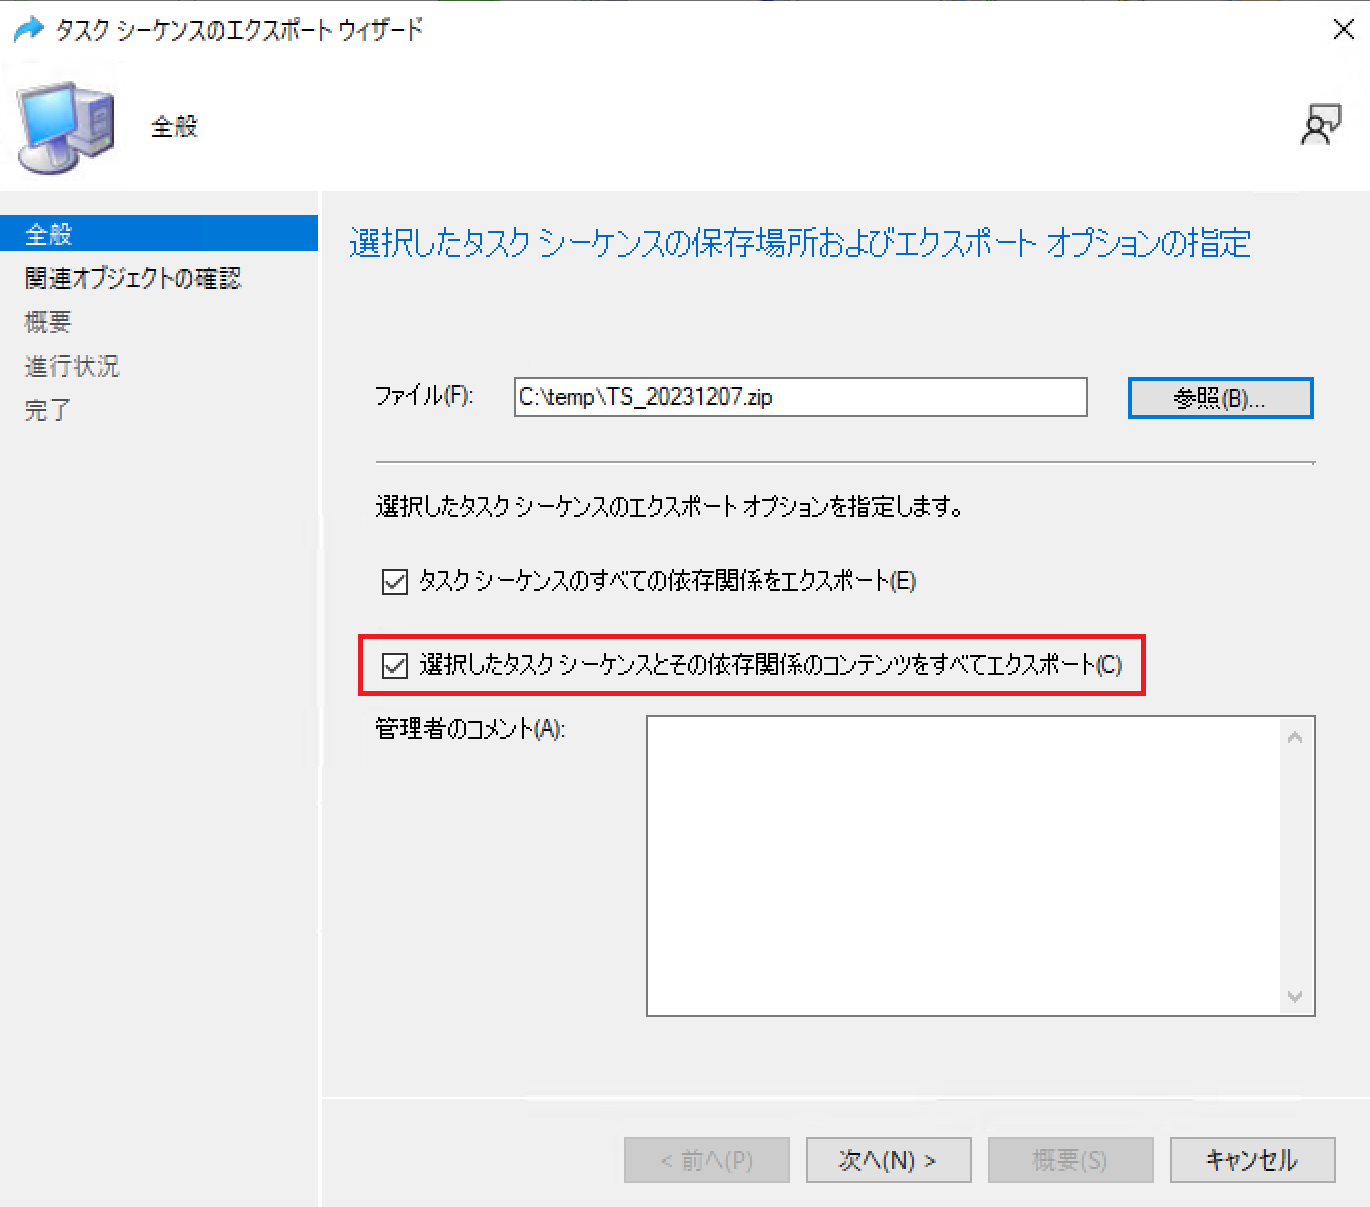 タスク シーケンスのエクスポート ウィザード
全般
全般
関連オブジェクトの確認
概要
進行状況
完了
選択したタスク シーケンスの保存場所およびエクスポート オプションの指定
ファイル(F):
C:\temp\TS_20231207.zip
参照(B)...
選択したタスク シーケンスのエクスポート オプションを指定します。
タスク シーケンスのすべての依存関係をエクスポート(E)
選択したタスク シーケンスとその依存関係のコンテンツをすべてエクスポート(C)
管理者のコメント(A):
< 前へ(P)
次へ(N) >
概要(S)
キャンセル